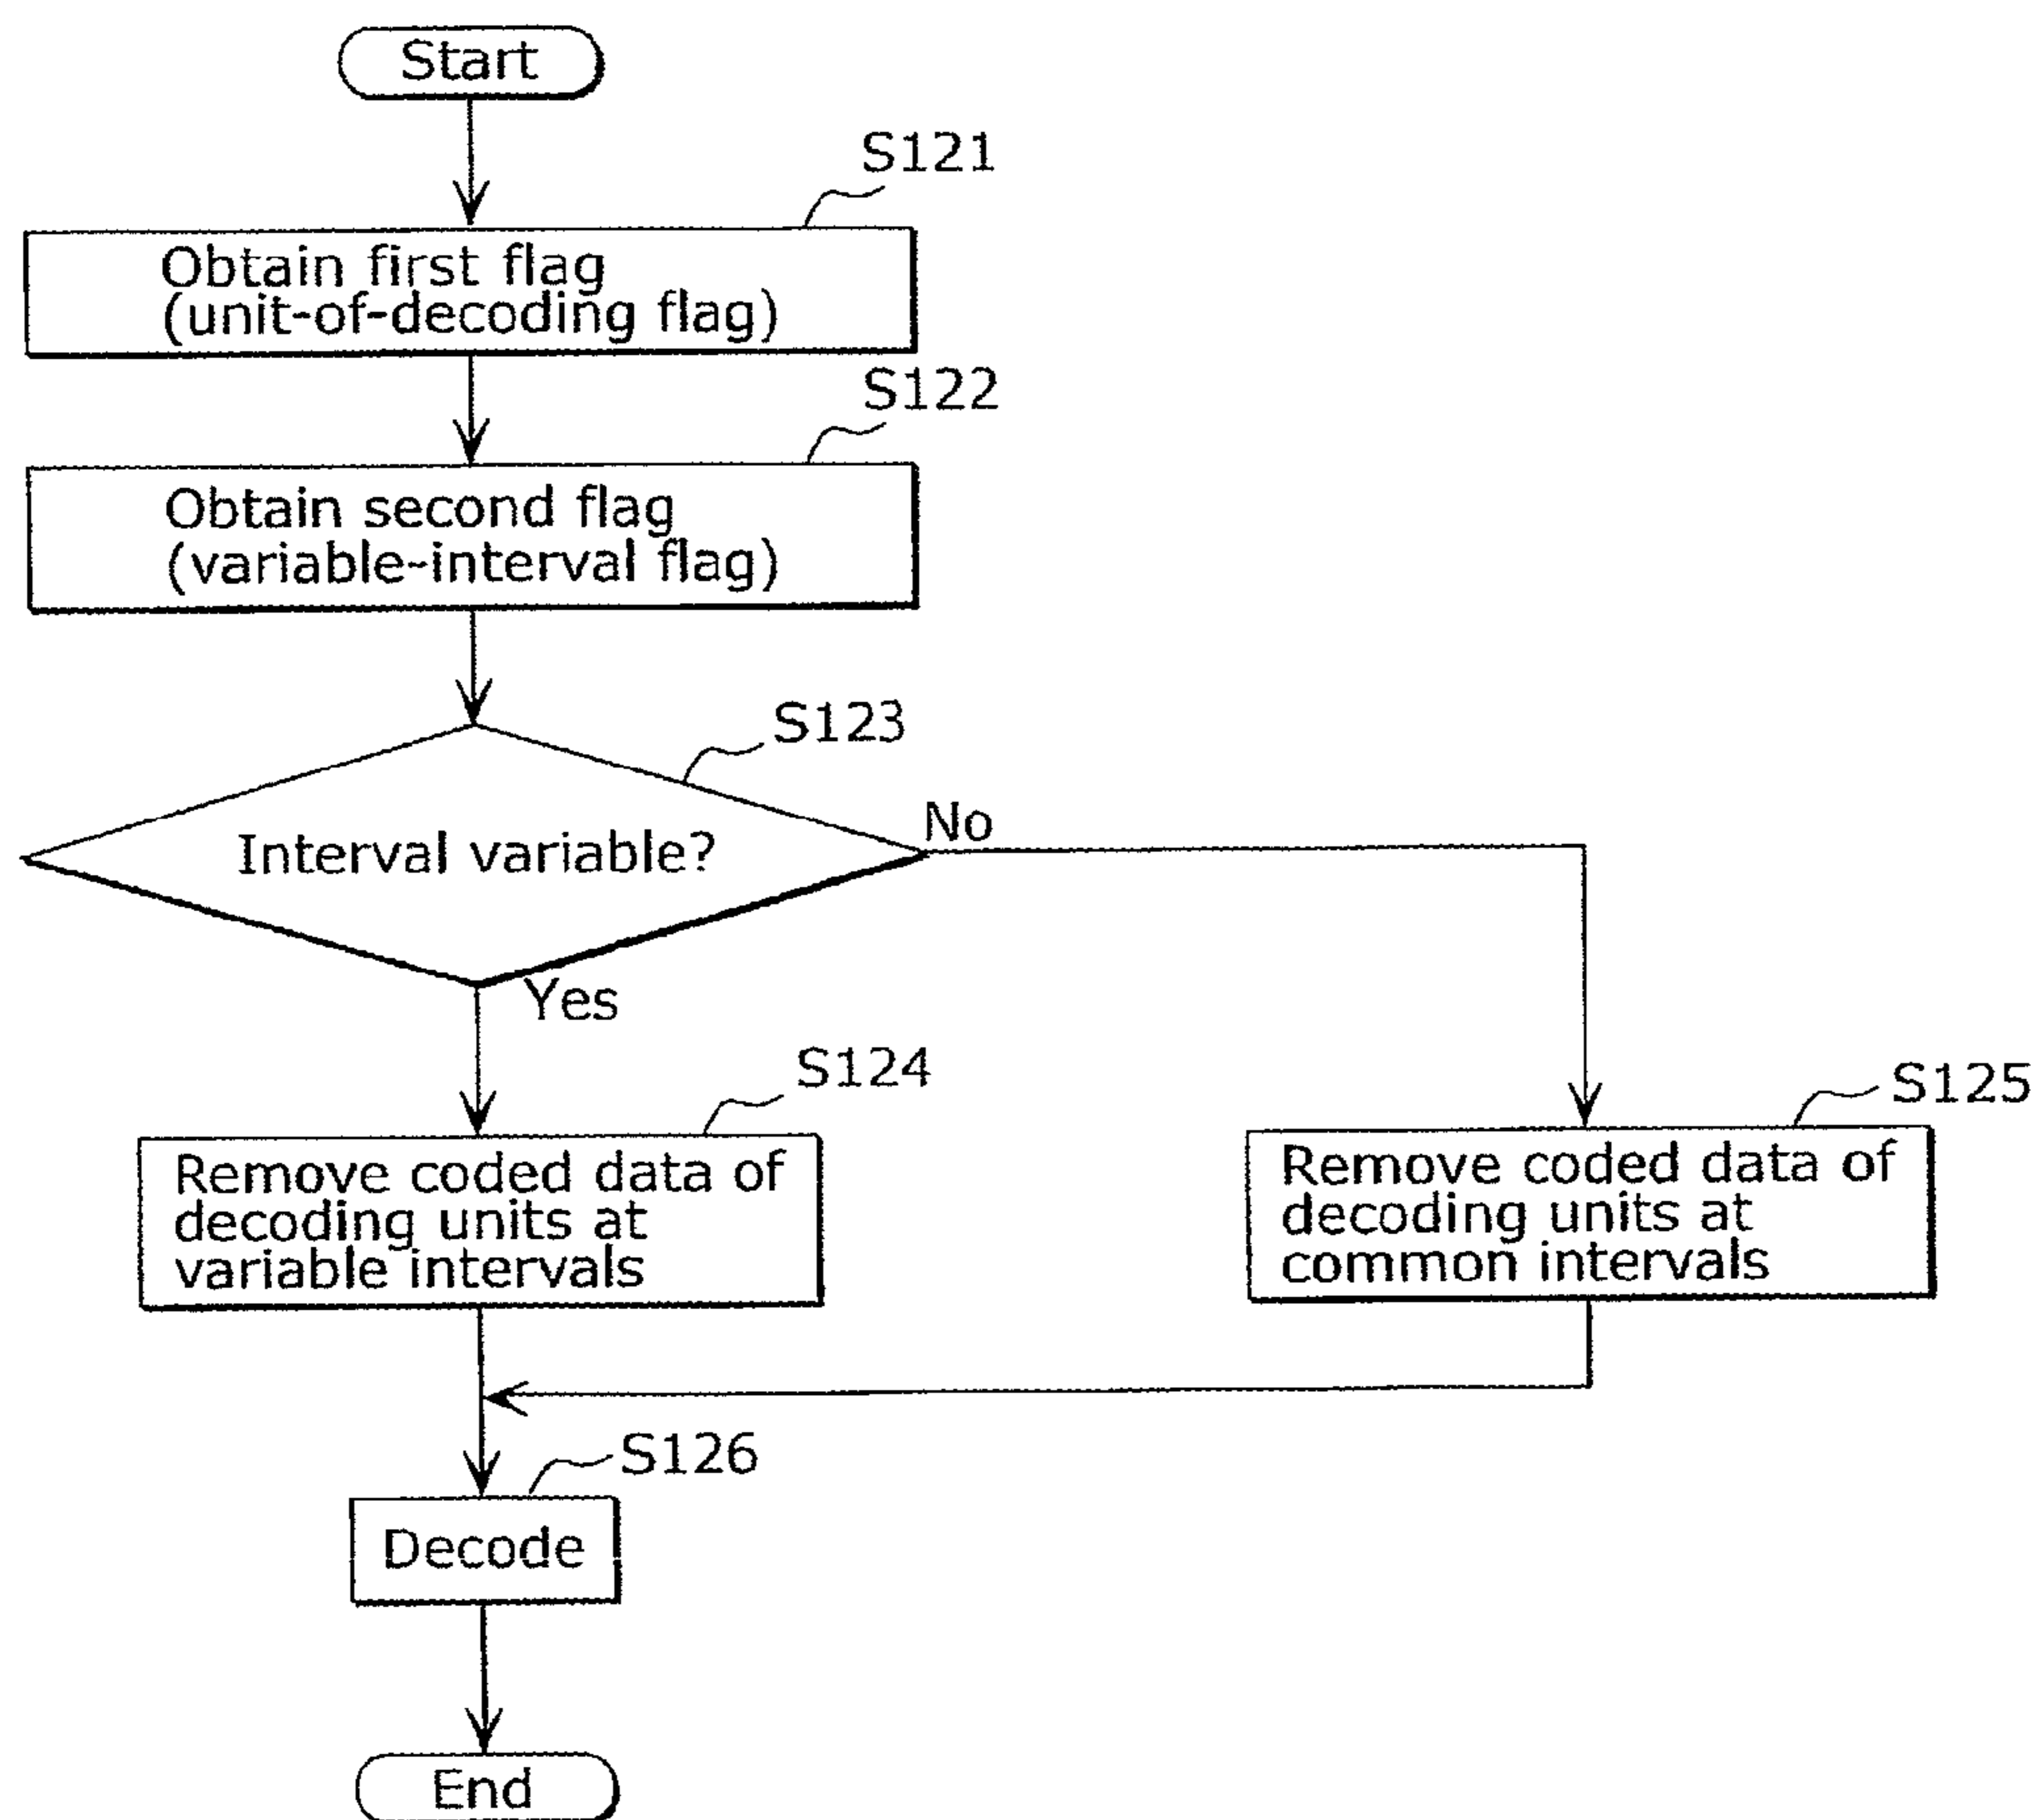 Start
S121
Obtain first flag
(unit-of-decoding flag)
S122
Obtain second flag
(variable-interval flag)
S123
Interval variable?
No
Yes
S124
Remove coded data of
decoding units at
variable intervals
S125
Remove coded data of
decoding units at
common intervals
S126
Decode
End